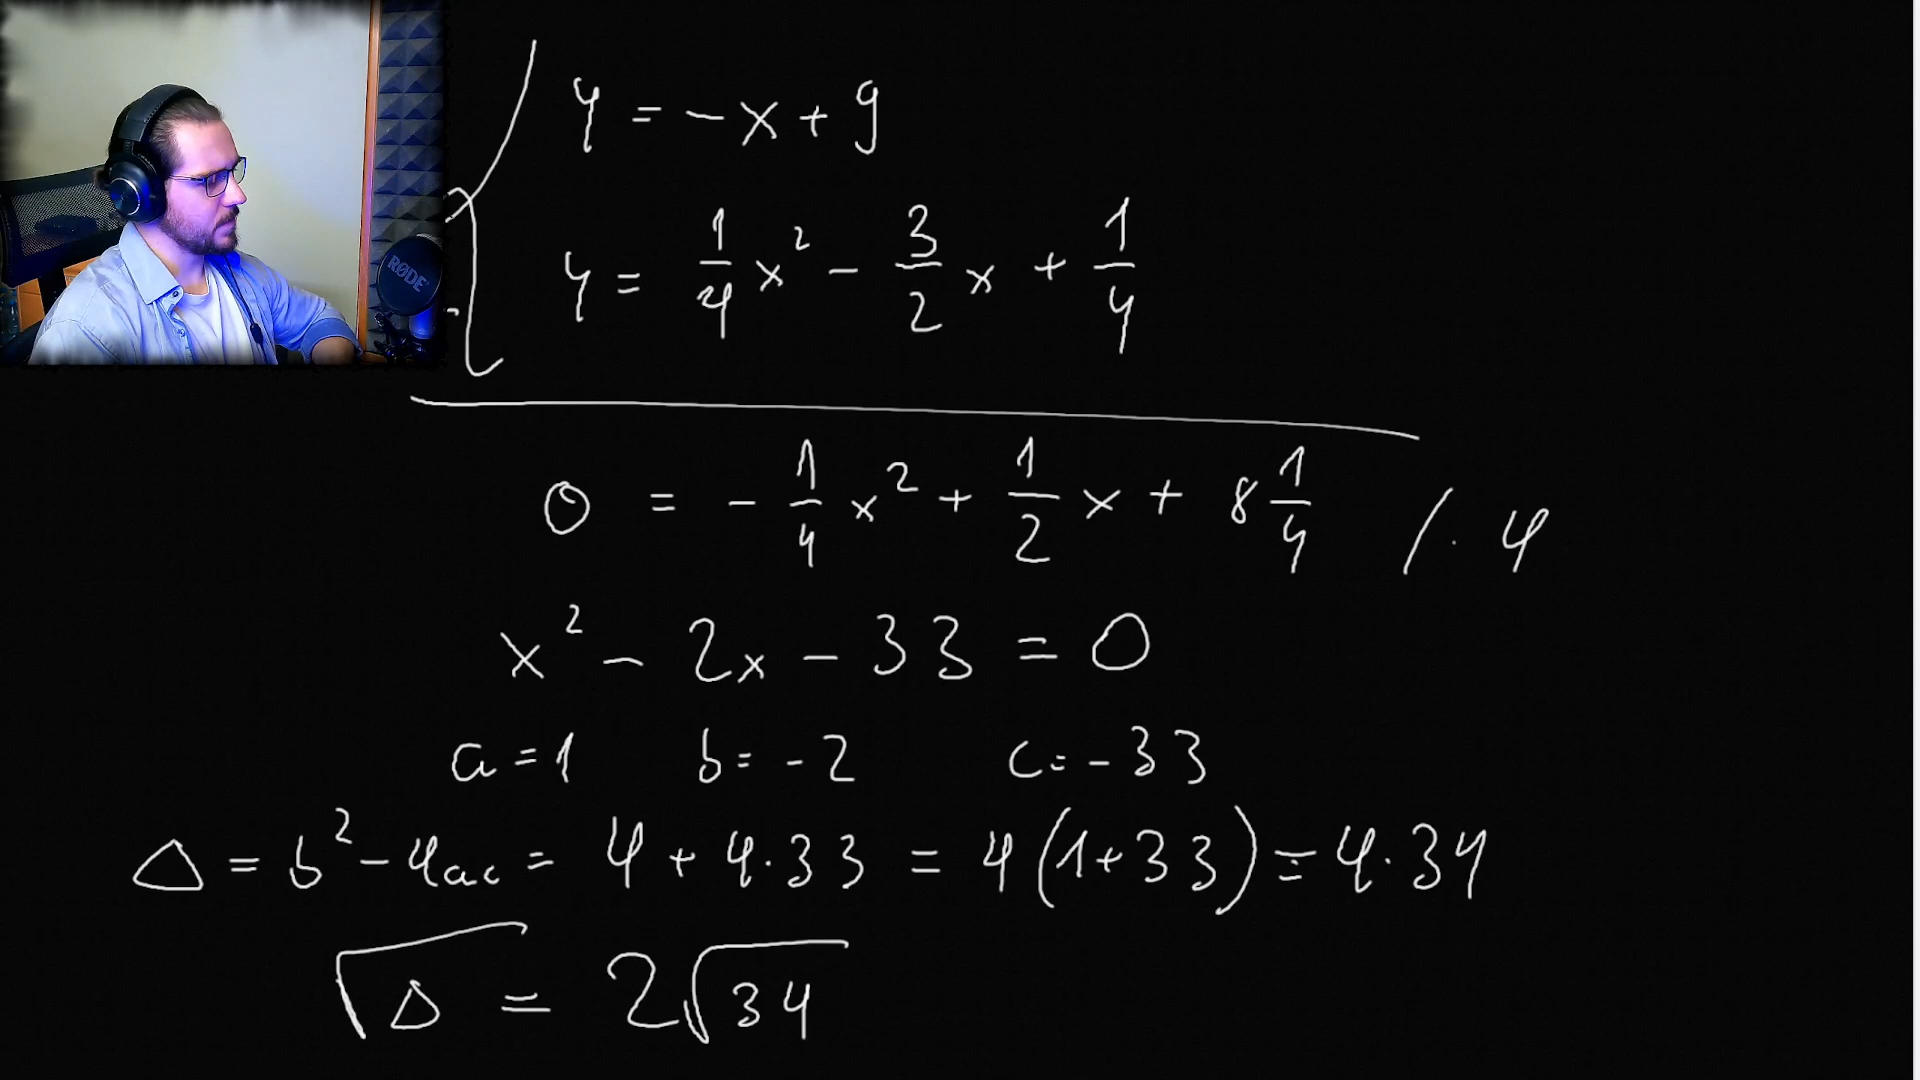 y = -x + 9
y = 1/4 x² - 3/2 x + 1/4
0 = - 1/4 x² + 1/2 x + 8 1/4 / · 4
x² - 2x - 33 = 0
a = 1 b = -2 c = -33
Δ = b² - 4ac = 4 + 4·33 = 4(1+33) = 4·34
√Δ = 2√34
RØDE